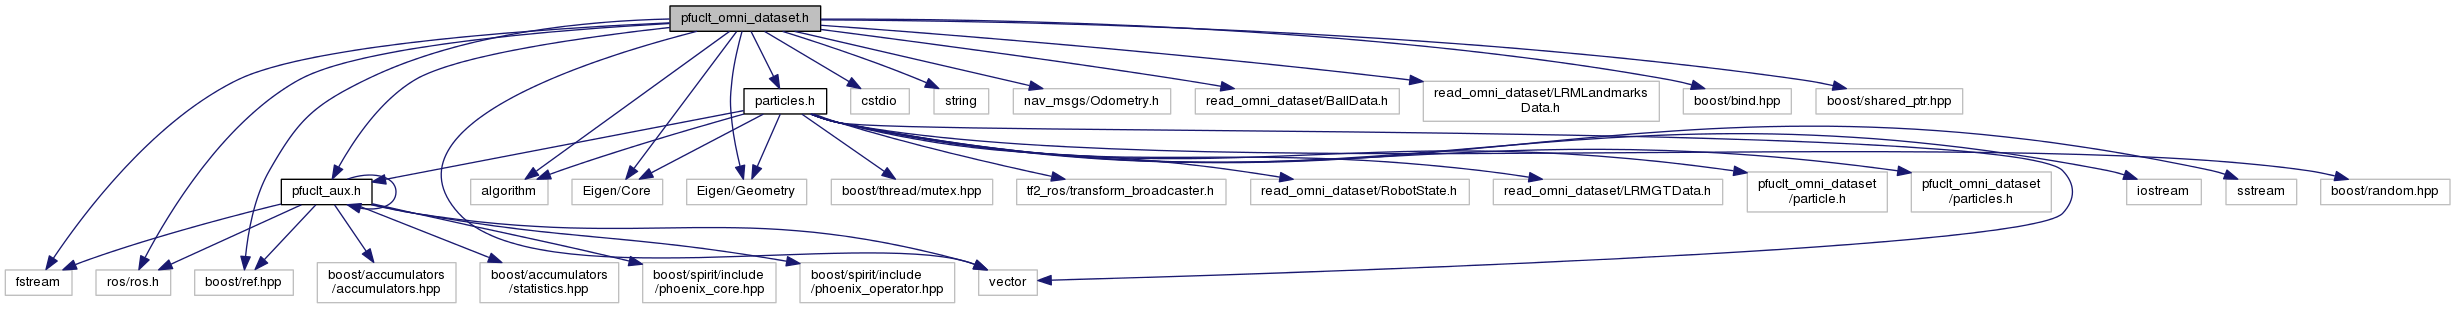 pfuclt_omni_dataset.h
particles.h
cstdio
string
nav_msgs/Odometry.h
read_omni_dataset/BallData.h
read_omni_dataset/LRMLandmarks
Data.h
boost/bind.hpp
boost/shared_ptr.hpp
pfuclt_aux.h
algorithm
Eigen/Core
Eigen/Geometry
boost/thread/mutex.hpp
tf2_ros/transform_broadcaster.h
read_omni_dataset/RobotState.h
read_omni_dataset/LRMGTData.h
pfuclt_omni_dataset
/particle.h
pfuclt_omni_dataset
/particles.h
iostream
sstream
boost/random.hpp
fstream
ros/ros.h
boost/ref.hpp
boost/accumulators
/accumulators.hpp
boost/accumulators
/statistics.hpp
boost/spirit/include
/phoenix_core.hpp
boost/spirit/include
/phoenix_operator.hpp
vector